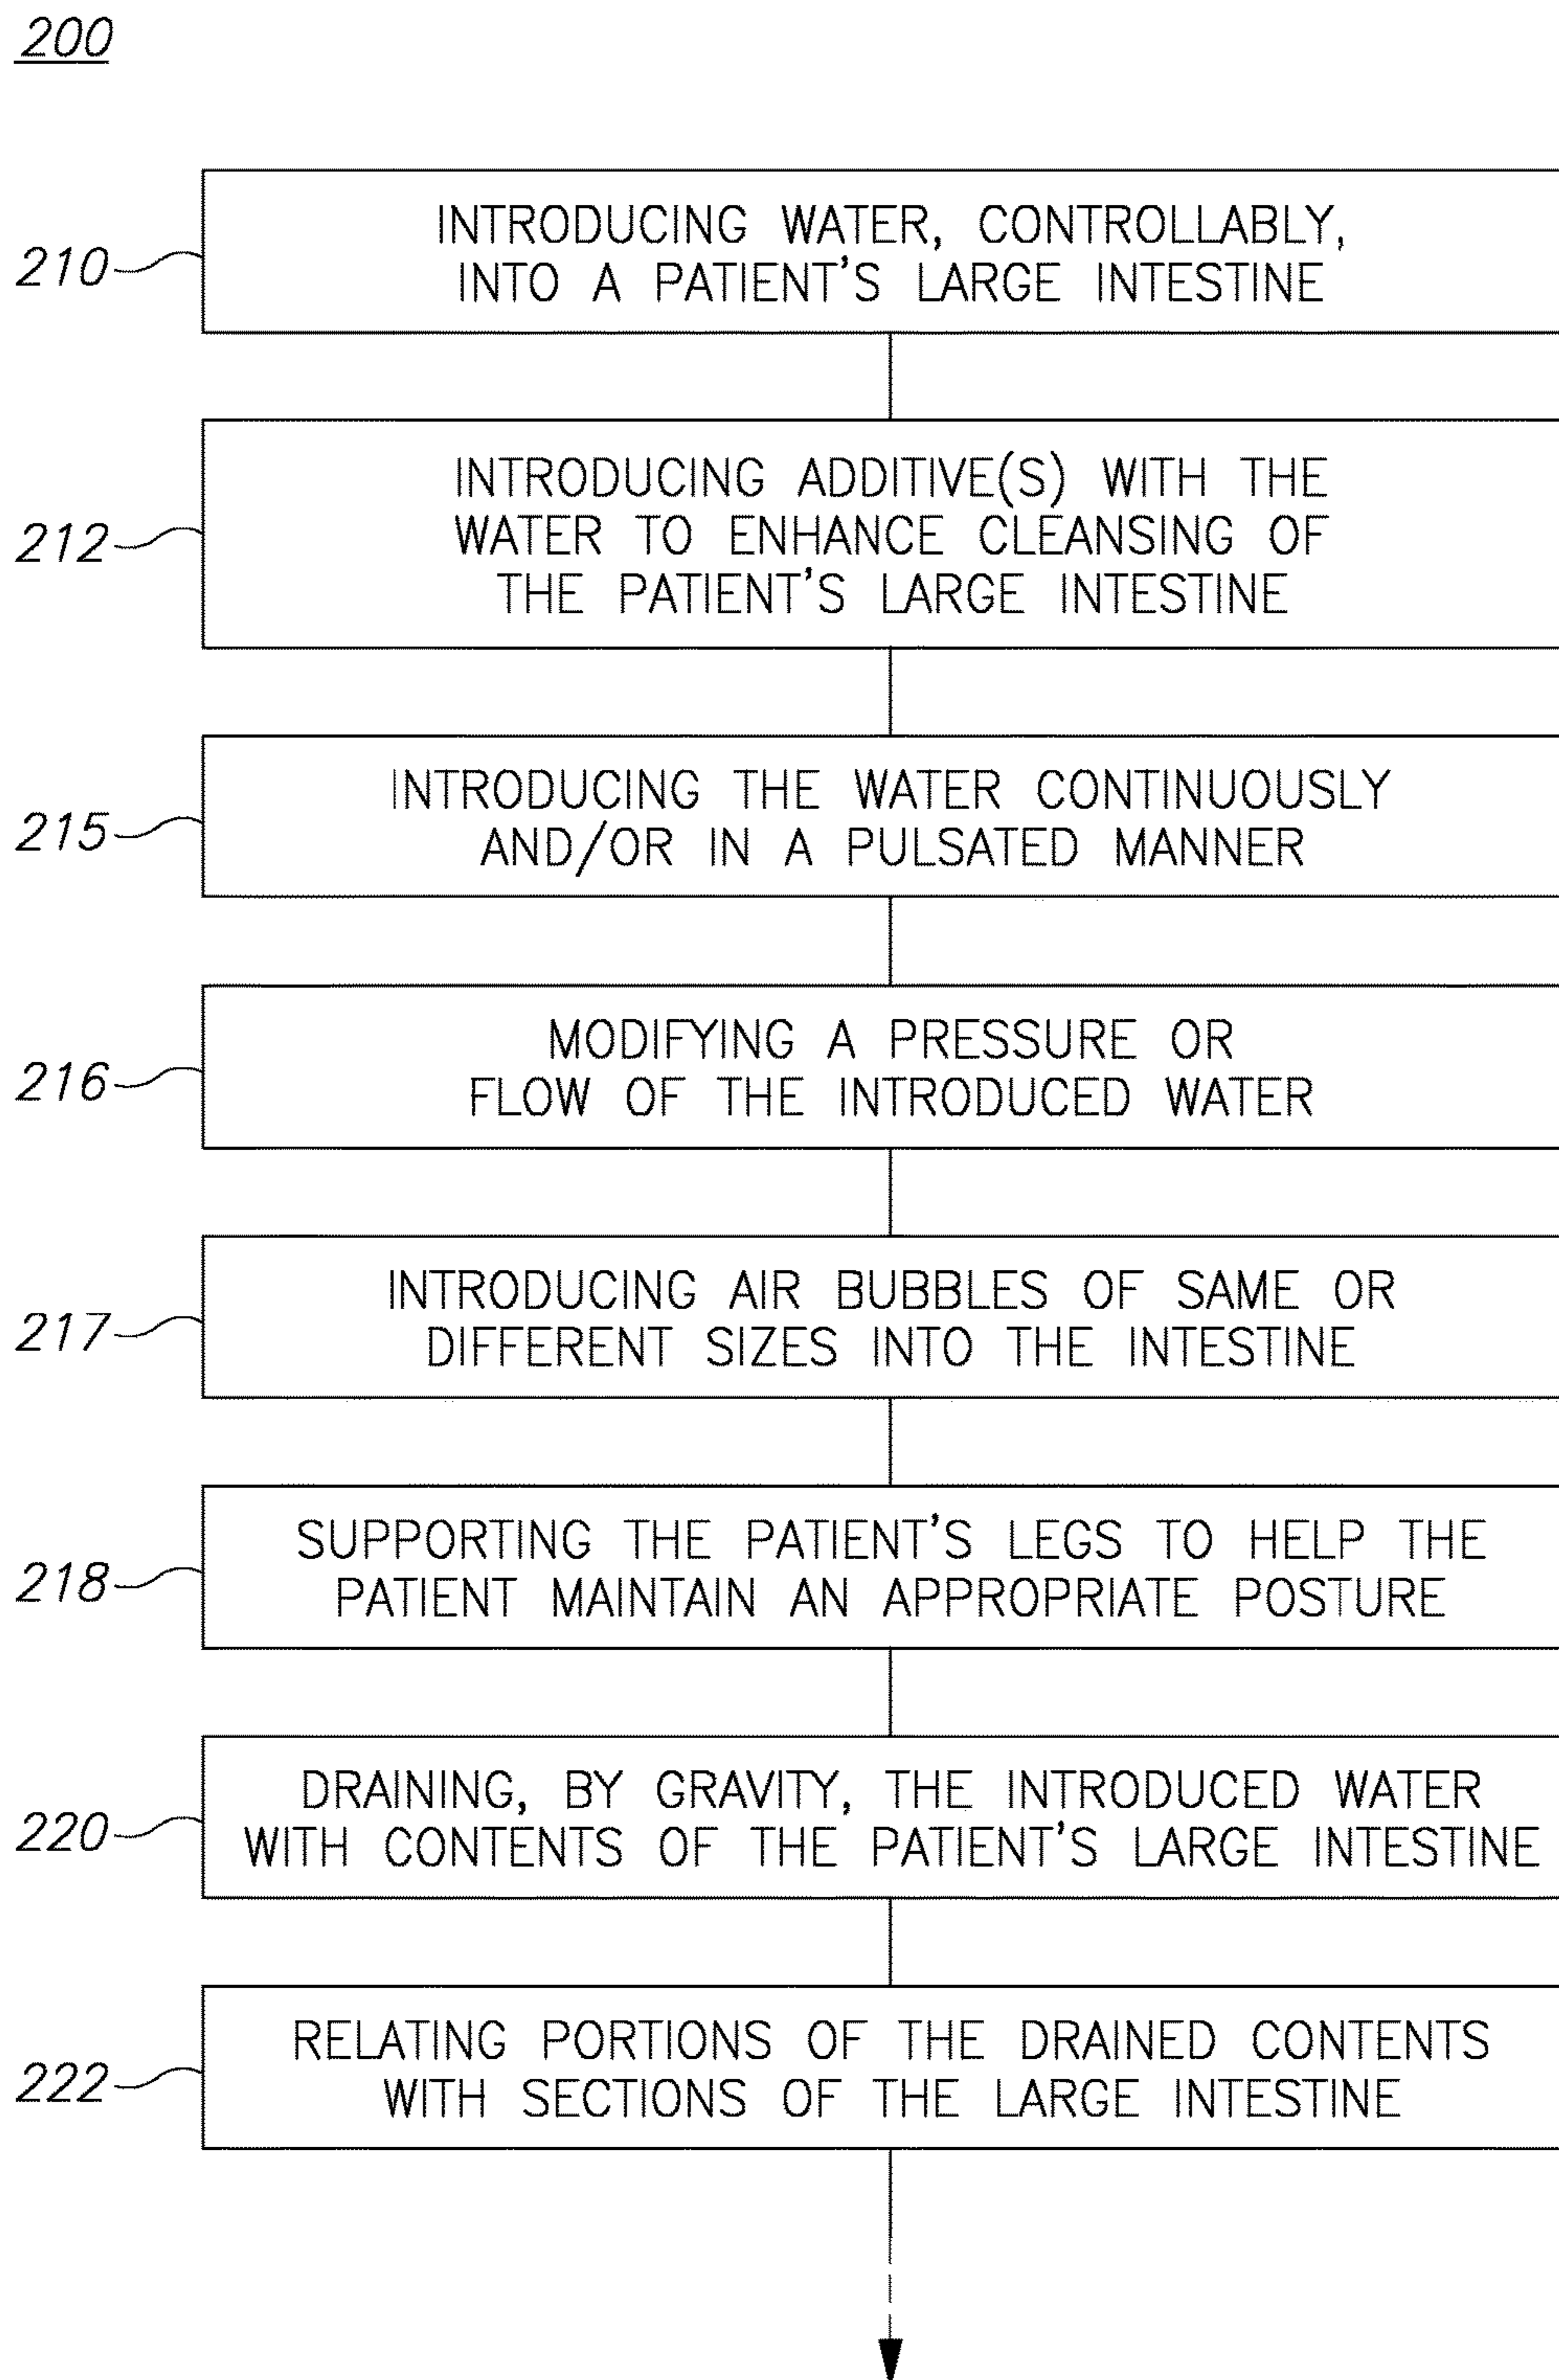 200
210
INTRODUCING WATER, CONTROLLABLY,
INTO A PATIENT'S LARGE INTESTINE
212
INTRODUCING ADDITIVE(S) WITH THE
WATER TO ENHANCE CLEANSING OF
THE PATIENT'S LARGE INTESTINE
215
INTRODUCING THE WATER CONTINUOUSLY
AND/OR IN A PULSATED MANNER
216
MODIFYING A PRESSURE OR
FLOW OF THE INTRODUCED WATER
217
INTRODUCING AIR BUBBLES OF SAME OR
DIFFERENT SIZES INTO THE INTESTINE
218
SUPPORTING THE PATIENT'S LEGS TO HELP THE
PATIENT MAINTAIN AN APPROPRIATE POSTURE
220
DRAINING, BY GRAVITY, THE INTRODUCED WATER
WITH CONTENTS OF THE PATIENT'S LARGE INTESTINE
222
RELATING PORTIONS OF THE DRAINED CONTENTS
WITH SECTIONS OF THE LARGE INTESTINE